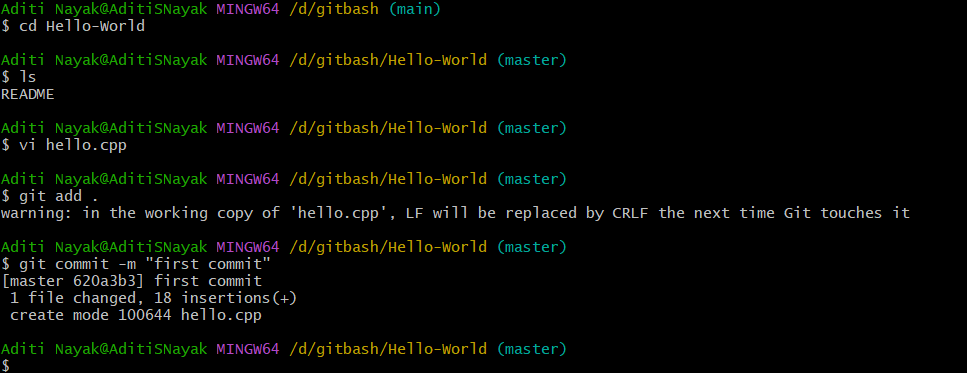 Aditi Nayak@AditiSNayak MINGW64 /d/gitbash (main)
$ cd Hello-World
Aditi Nayak@AditiSNayak MINGW64 /d/gitbash/Hello-World (master)
$ ls
README
Aditi Nayak@AditiSNayak MINGW64 /d/gitbash/Hello-World (master)
$ vi hello.cpp
Aditi Nayak@AditiSNayak MINGW64 /d/gitbash/Hello-World (master)
$ git add .
warning: in the working copy of 'hello.cpp', LF will be replaced by CRLF the next time Git touches it
Aditi Nayak@AditiSNayak MINGW64 /d/gitbash/Hello-World (master)
$ git commit -m "first commit"
[master 620a3b3] first commit
 1 file changed, 18 insertions(+)
 create mode 100644 hello.cpp
Aditi Nayak@AditiSNayak MINGW64 /d/gitbash/Hello-World (master)
$